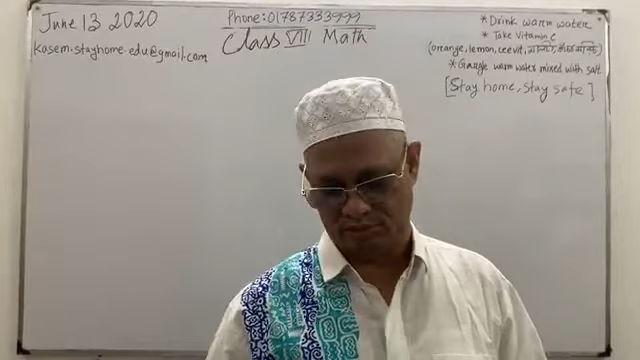 June 13 2020
kasem.stayhome.edu@gmail.com
Phone: 01787333999
Class VIII Math
*Drink warm water
*Take Vitamin C
(orrange, lemon, ceevit,
*Gargle warm water mixed with salt
[Stay home, stay safe]